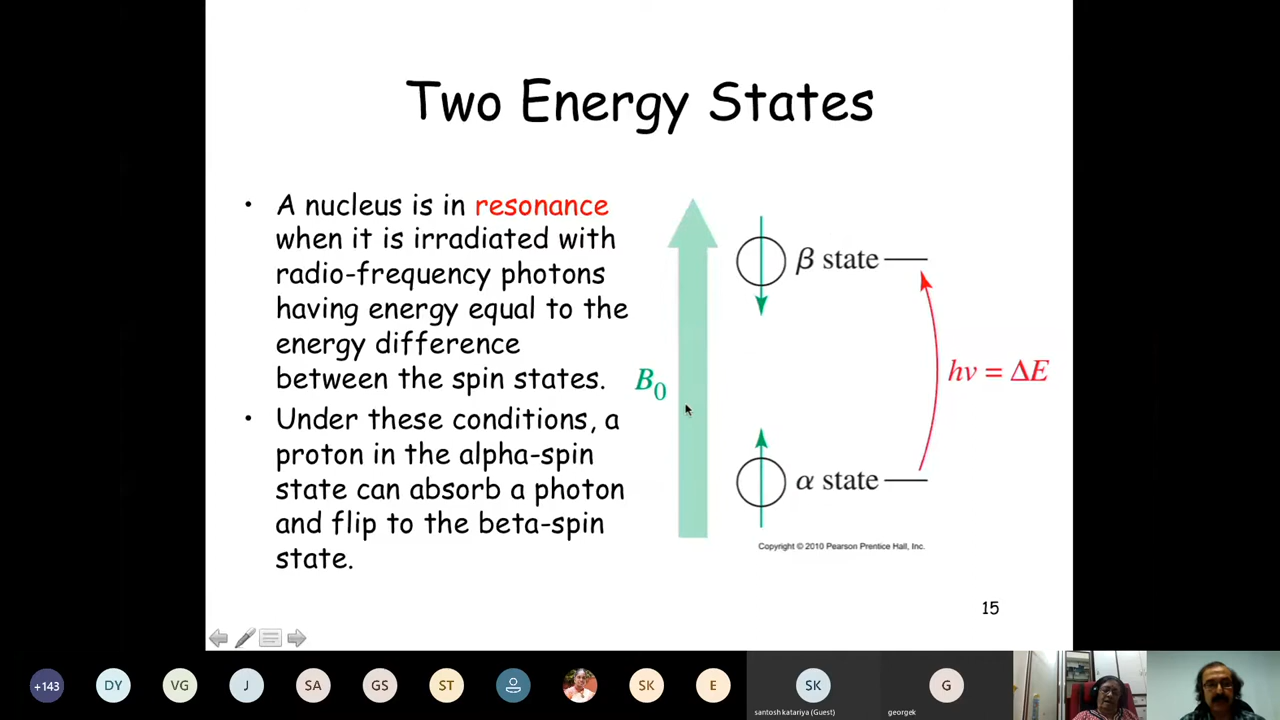 Two Energy States
• A nucleus is in resonance
when it is irradiated with
radio-frequency photons
having energy equal to the
energy difference
between the spin states.
• Under these conditions, a
proton in the alpha-spin
state can absorb a photon
and flip to the beta-spin
state.
β state
B₀
hν = ΔE
α state
Copyright © 2010 Pearson Prentice Hall, Inc.
15
+143
DY
VG
J
SA
GS
ST
SK
E
SK
santosh katariya (Guest)
G
georgek